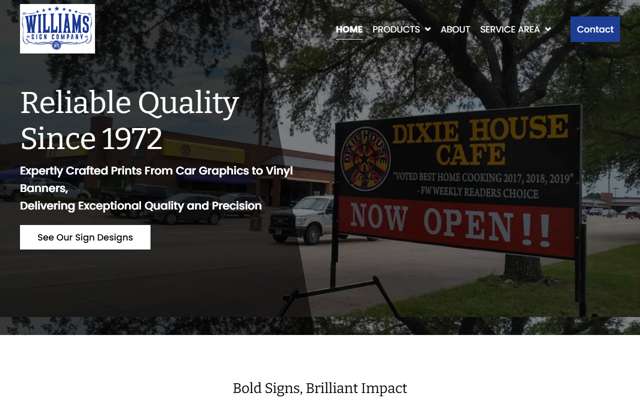 WILLIAMS
SIGN COMPANY
HOME PRODUCTS ABOUT SERVICE AREA Contact
Reliable Quality
Since 1972
Expertly Crafted Prints From Car Graphics to Vinyl
Banners,
Delivering Exceptional Quality and Precision
See Our Sign Designs
DIXIE HOUSE
DIXIE HOUSE
CAFE
"VOTED BEST HOME COOKING 2017, 2018, 2019"
- FW WEEKLY READERS CHOICE
NOW OPEN!!
Bold Signs, Brilliant Impact